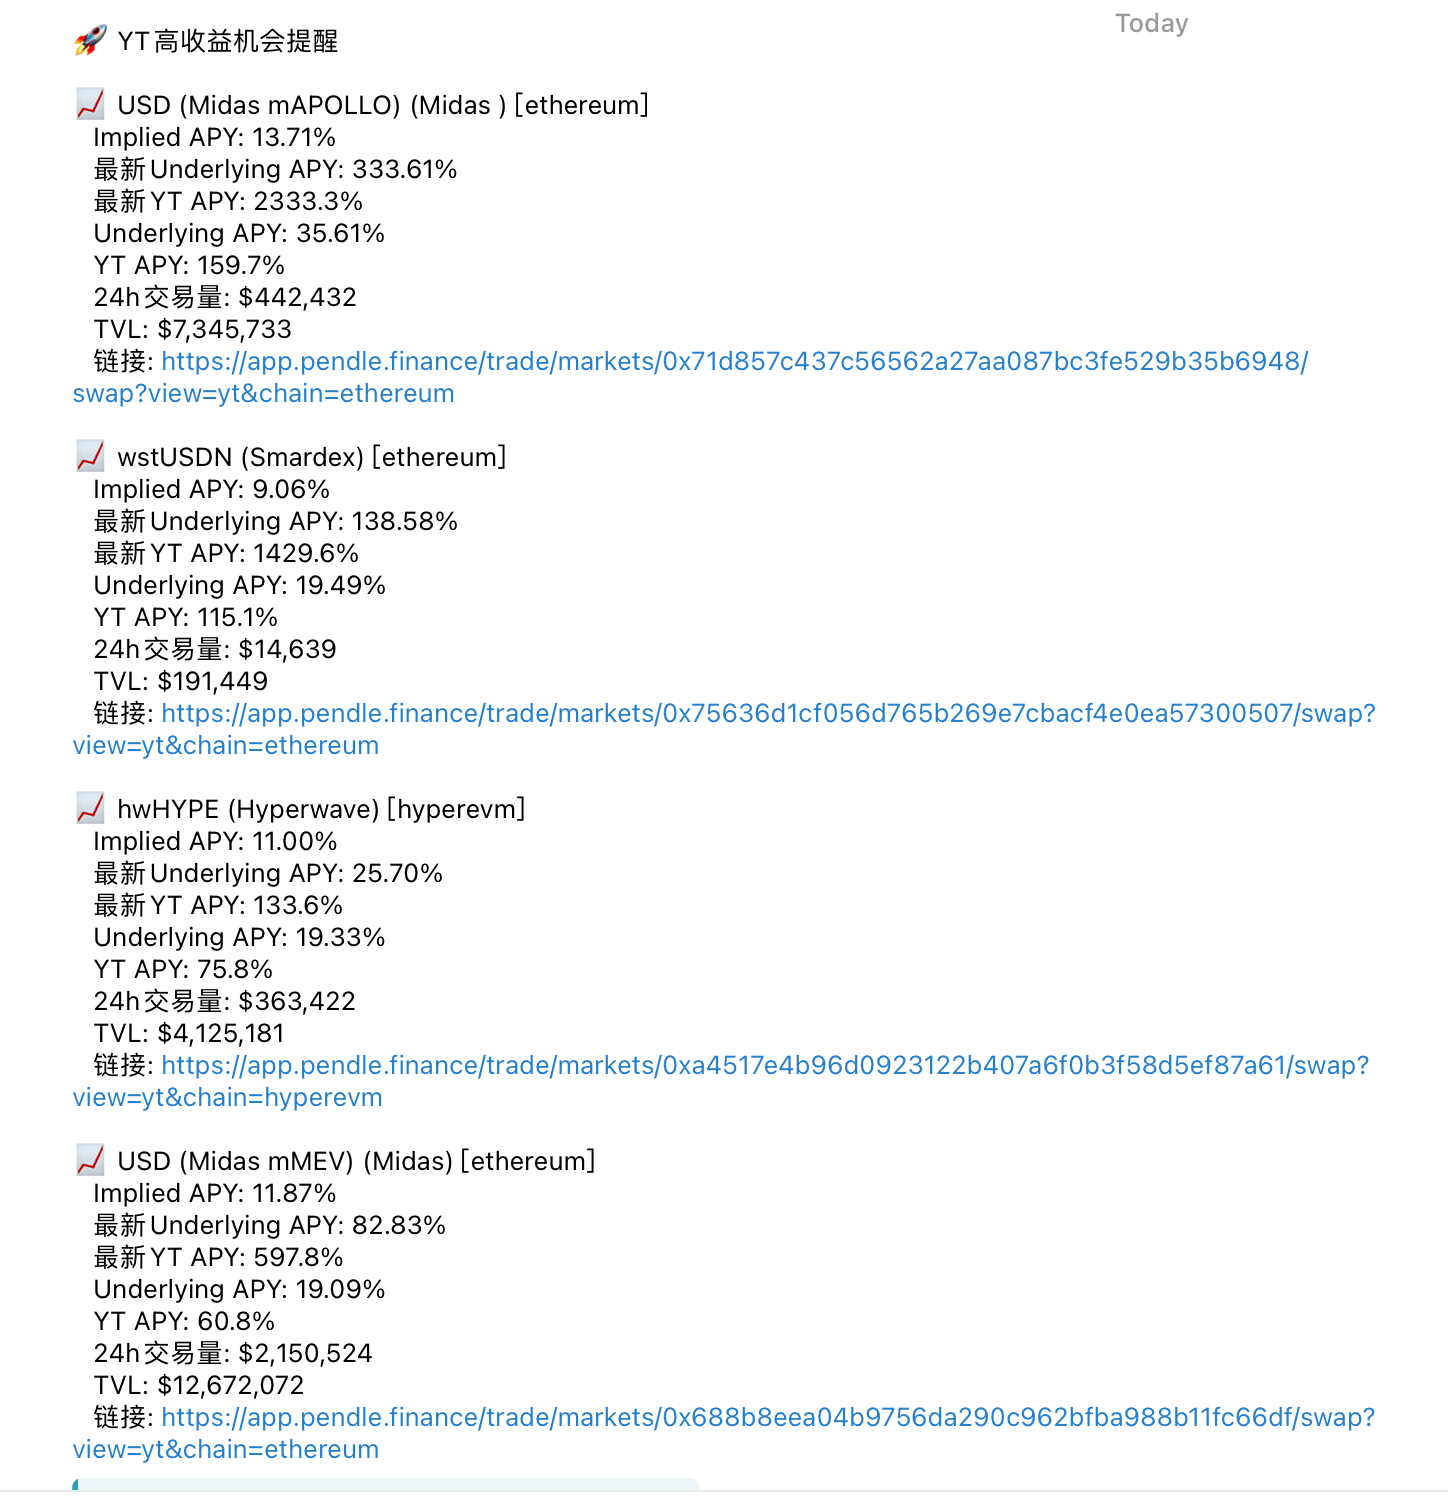 Today
🚀 YT高收益机会提醒
📈 USD (Midas mAPOLLO) (Midas ) [ethereum]
Implied APY: 13.71%
最新Underlying APY: 333.61%
最新YT APY: 2333.3%
Underlying APY: 35.61%
YT APY: 159.7%
24h交易量: $442,432
TVL: $7,345,733
链接: https://app.pendle.finance/trade/markets/0x71d857c437c56562a27aa087bc3fe529b35b6948/
swap?view=yt&chain=ethereum
📈 wstUSDN (Smardex) [ethereum]
Implied APY: 9.06%
最新Underlying APY: 138.58%
最新YT APY: 1429.6%
Underlying APY: 19.49%
YT APY: 115.1%
24h交易量: $14,639
TVL: $191,449
链接: https://app.pendle.finance/trade/markets/0x75636d1cf056d765b269e7cbacf4e0ea57300507/swap?
view=yt&chain=ethereum
📈 hwHYPE (Hyperwave) [hyperevm]
Implied APY: 11.00%
最新Underlying APY: 25.70%
最新YT APY: 133.6%
Underlying APY: 19.33%
YT APY: 75.8%
24h交易量: $363,422
TVL: $4,125,181
链接: https://app.pendle.finance/trade/markets/0xa4517e4b96d0923122b407a6f0b3f58d5ef87a61/swap?
view=yt&chain=hyperevm
📈 USD (Midas mMEV) (Midas) [ethereum]
Implied APY: 11.87%
最新Underlying APY: 82.83%
最新YT APY: 597.8%
Underlying APY: 19.09%
YT APY: 60.8%
24h交易量: $2,150,524
TVL: $12,672,072
链接: https://app.pendle.finance/trade/markets/0x688b8eea04b9756da290c962bfba988b11fc66df/swap?
view=yt&chain=ethereum